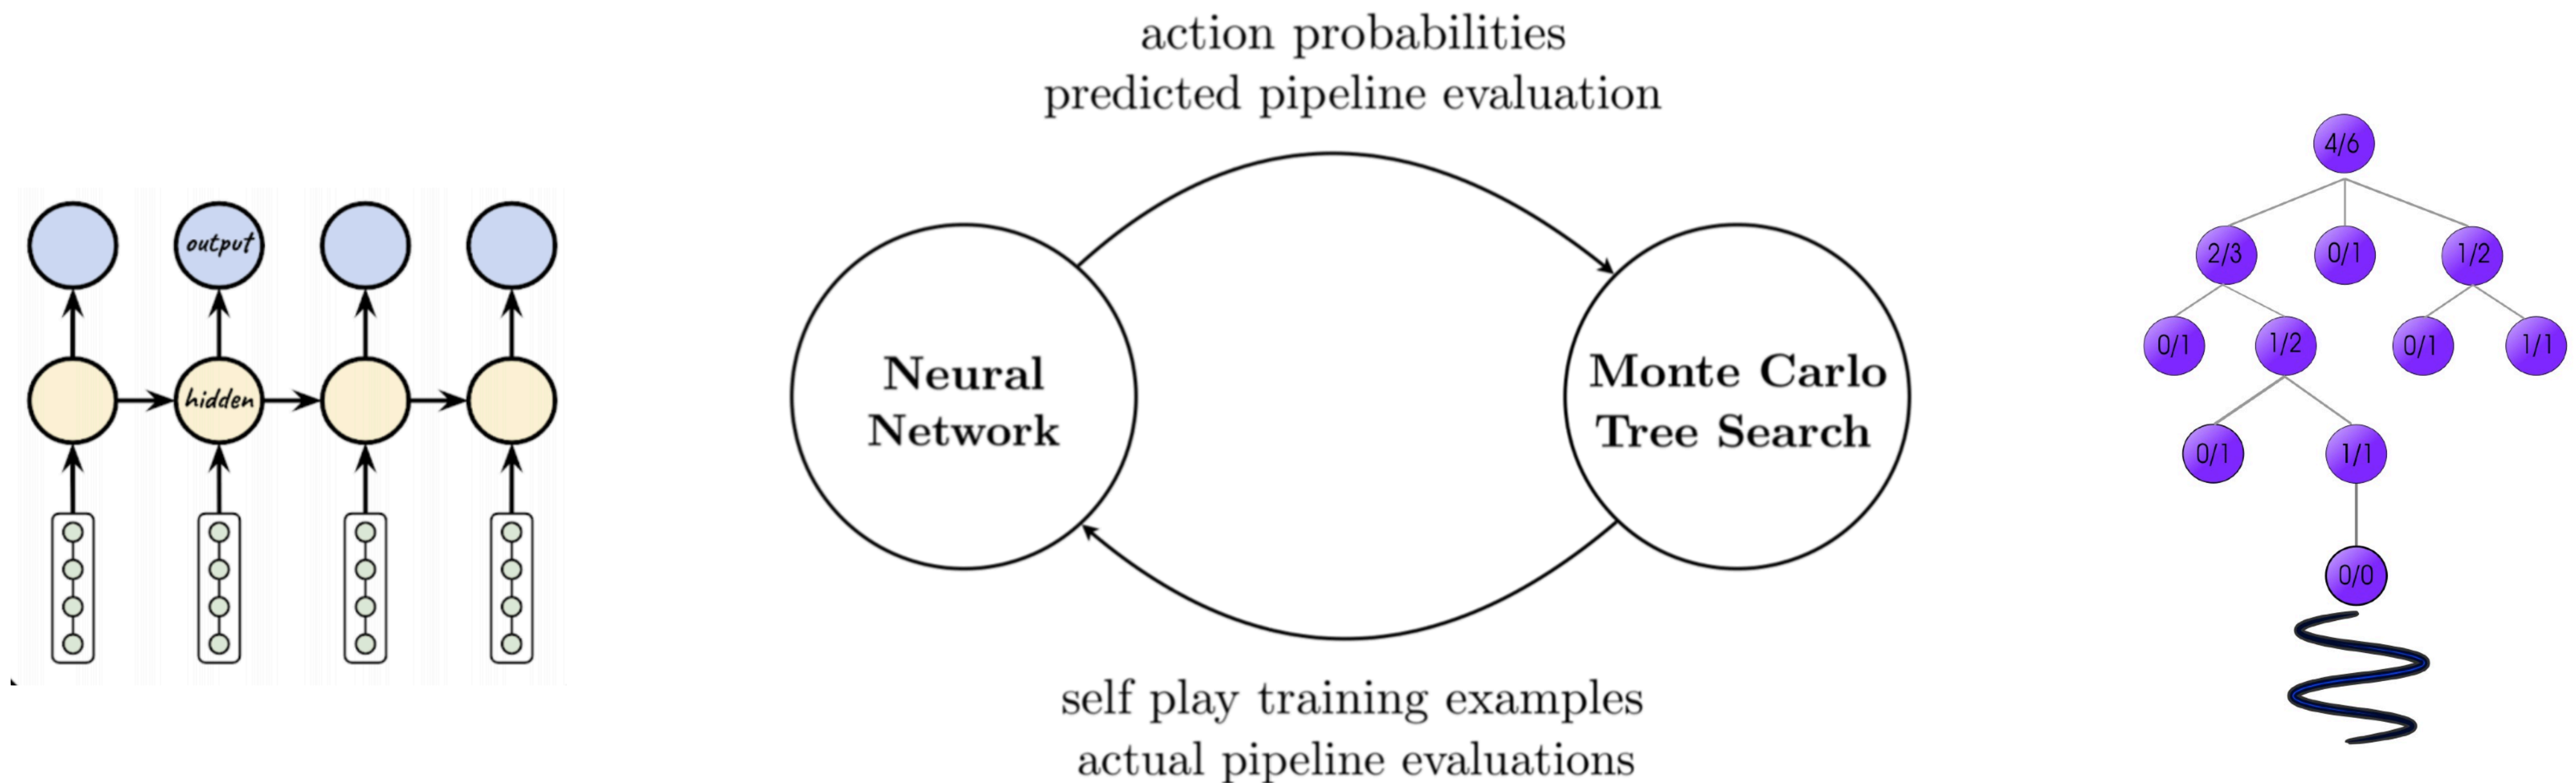 action probabilities
predicted pipeline evaluation
output
hidden
Neural
Network
Monte Carlo
Tree Search
self play training examples
actual pipeline evaluations
4/6
2/3
0/1
1/2
0/1
1/2
0/1
1/1
0/1
1/1
0/0